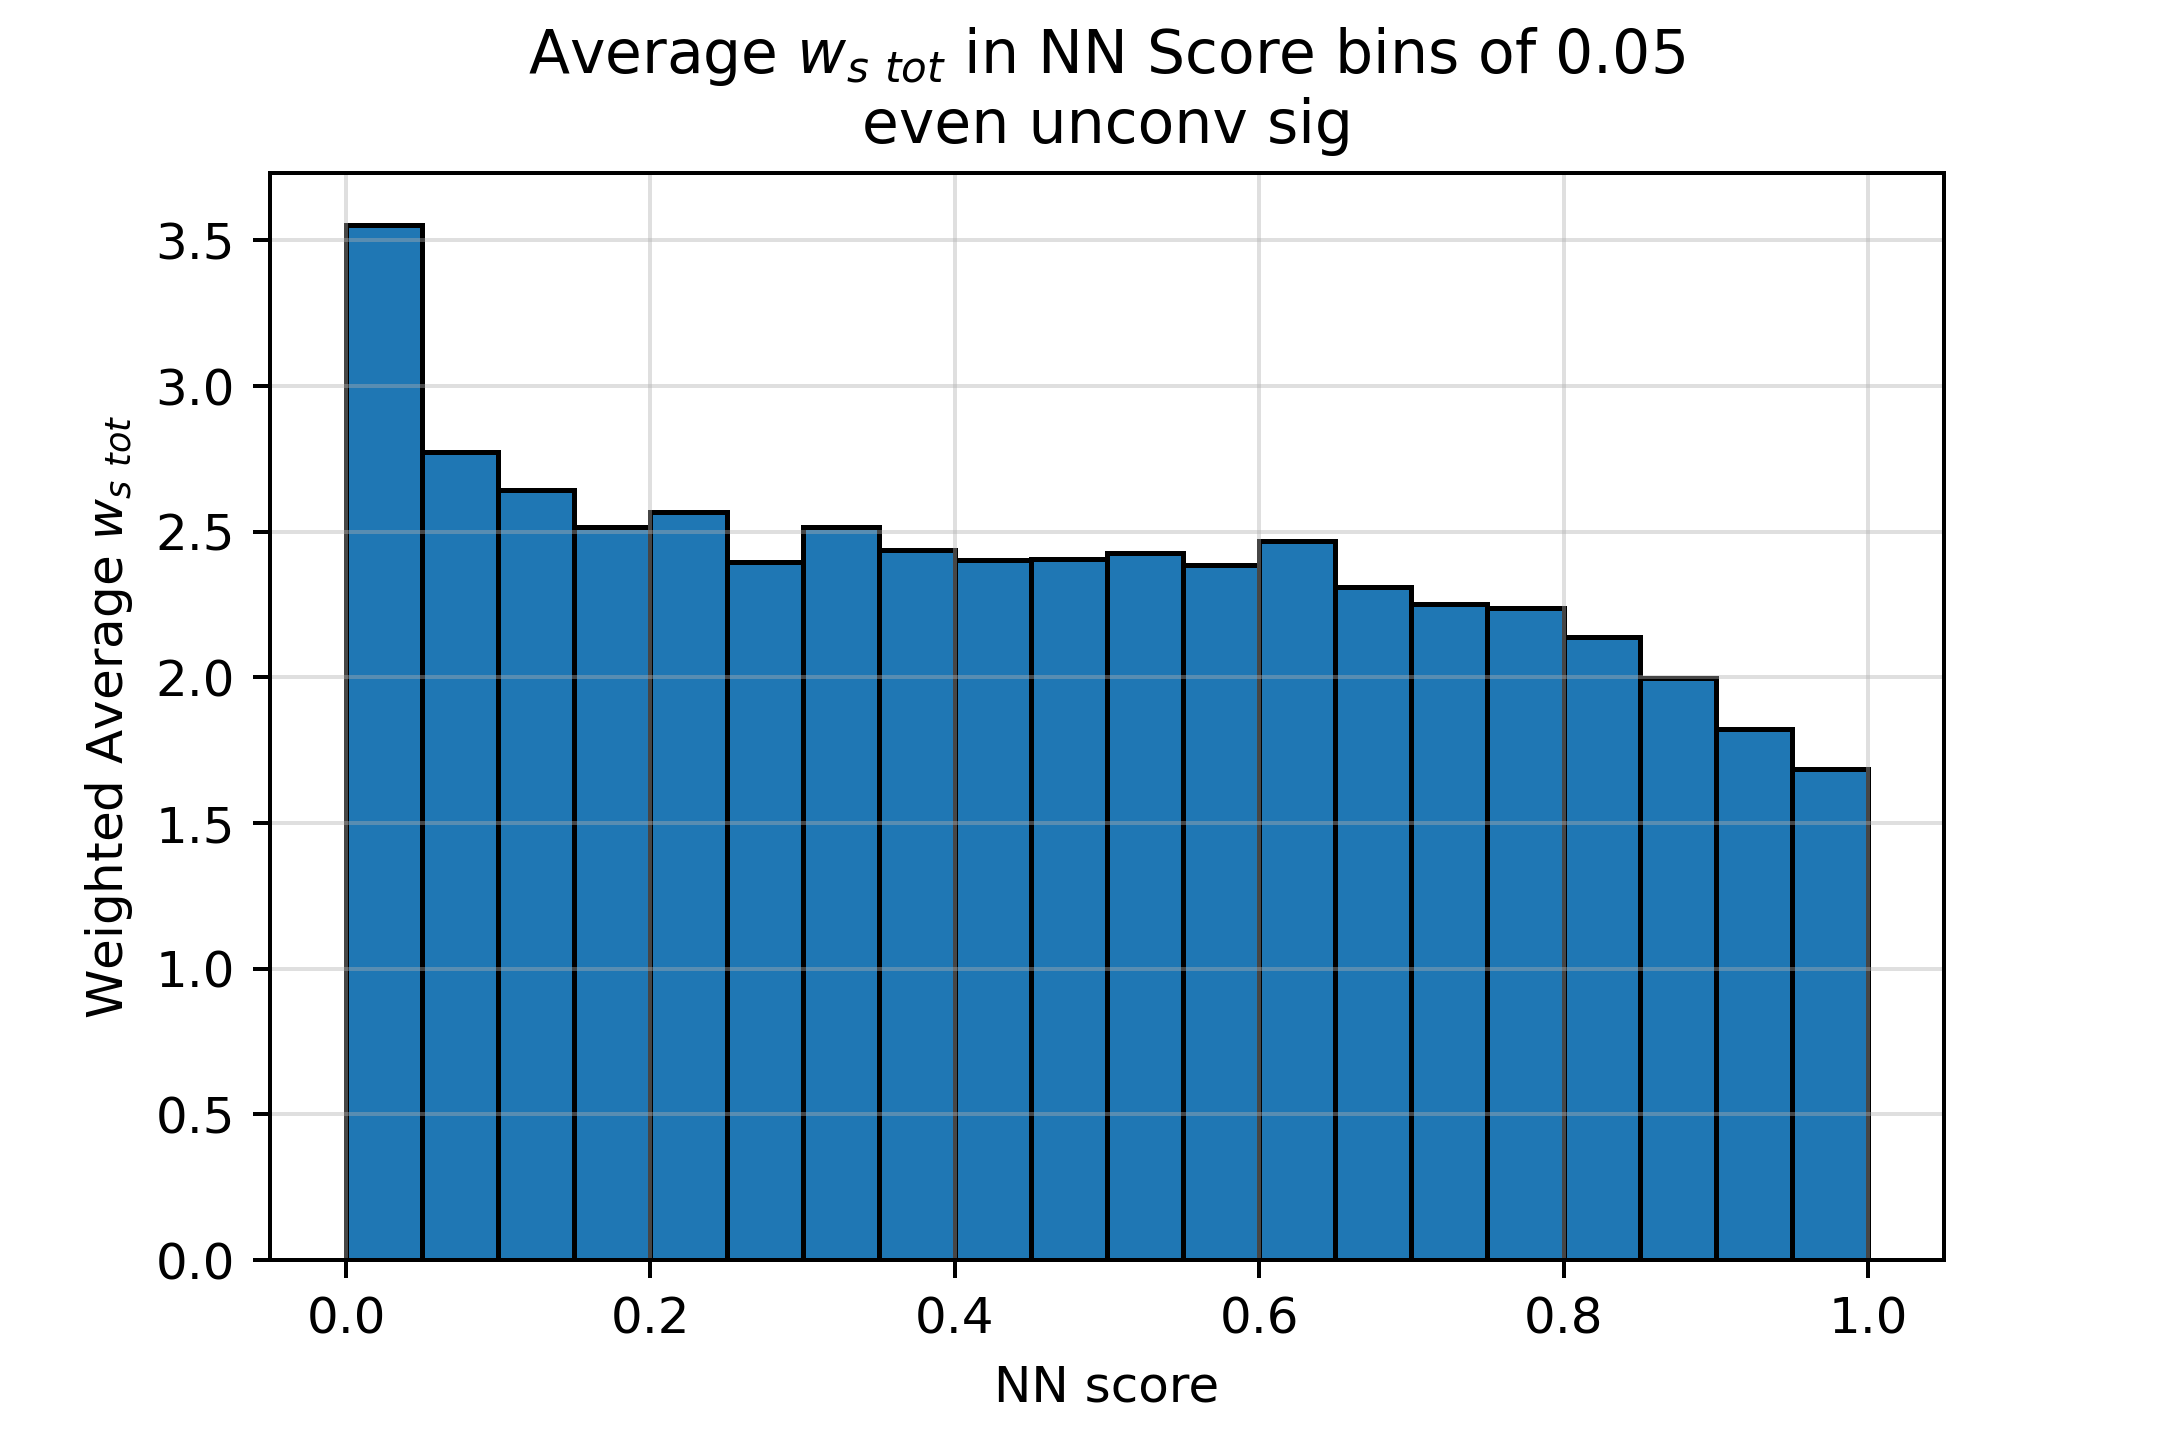 Average w_s tot in NN Score bins of 0.05
even unconv sig
Weighted Average w_s tot
3.5
3.0
2.5
2.0
1.5
1.0
0.5
0.0
0.0 0.2 0.4 0.6 0.8 1.0
NN score